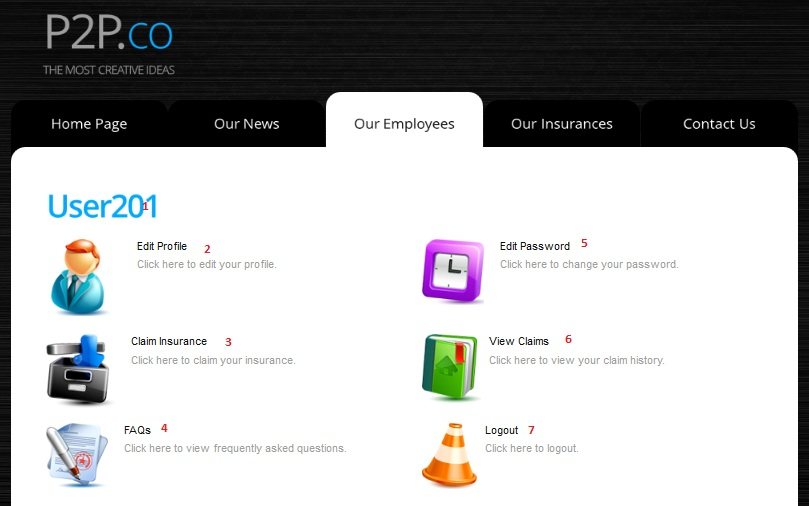 P2P.co
THE MOST CREATIVE IDEAS
Home Page
Our News
Our Employees
Our Insurances
Contact Us
User201
1
Edit Profile 2
Click here to edit your profile.
Edit Password 5
Click here to change your password.
Claim Insurance 3
Click here to claim your insurance.
View Claims 6
Click here to view your claim history.
FAQs 4
Click here to view frequently asked questions.
Logout 7
Click here to logout.